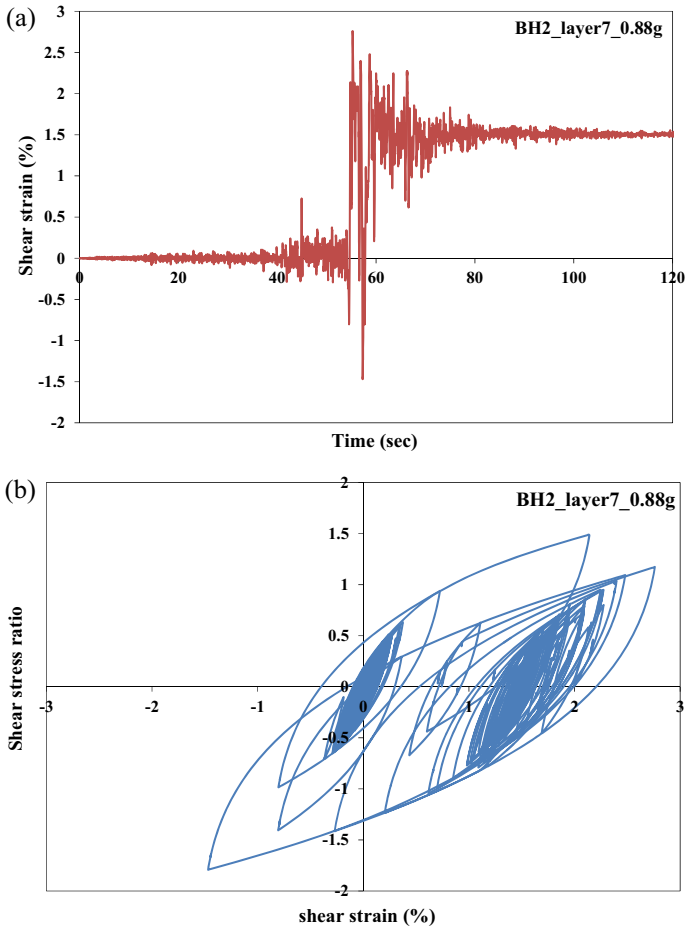 (a)
BH2_layer7_0.88g
3
2.5
2
1.5
1
0.5
0
-0.5
-1
-1.5
-2
0 20 40 60 80 100 120
Shear strain (%)
Time (sec)
(b)
BH2_layer7_0.88g
2
1.5
1
0.5
0
-0.5
-1
-1.5
-2
-3 -2 -1 0 1 2 3
Shear stress ratio
shear strain (%)